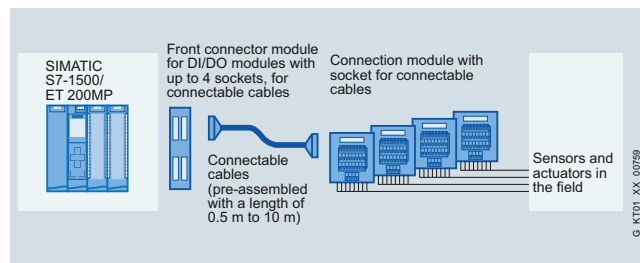 SIMATIC
S7-1500/
ET 200MP
Front connector module
for DI/DO modules with
up to 4 sockets, for
connectable cables
Connectable
cables
(pre-assembled
with a length of
0.5 m to 10 m)
Connection module with
socket for connectable
cables
Sensors and
actuators in
the field
G_KT01_XX_00759